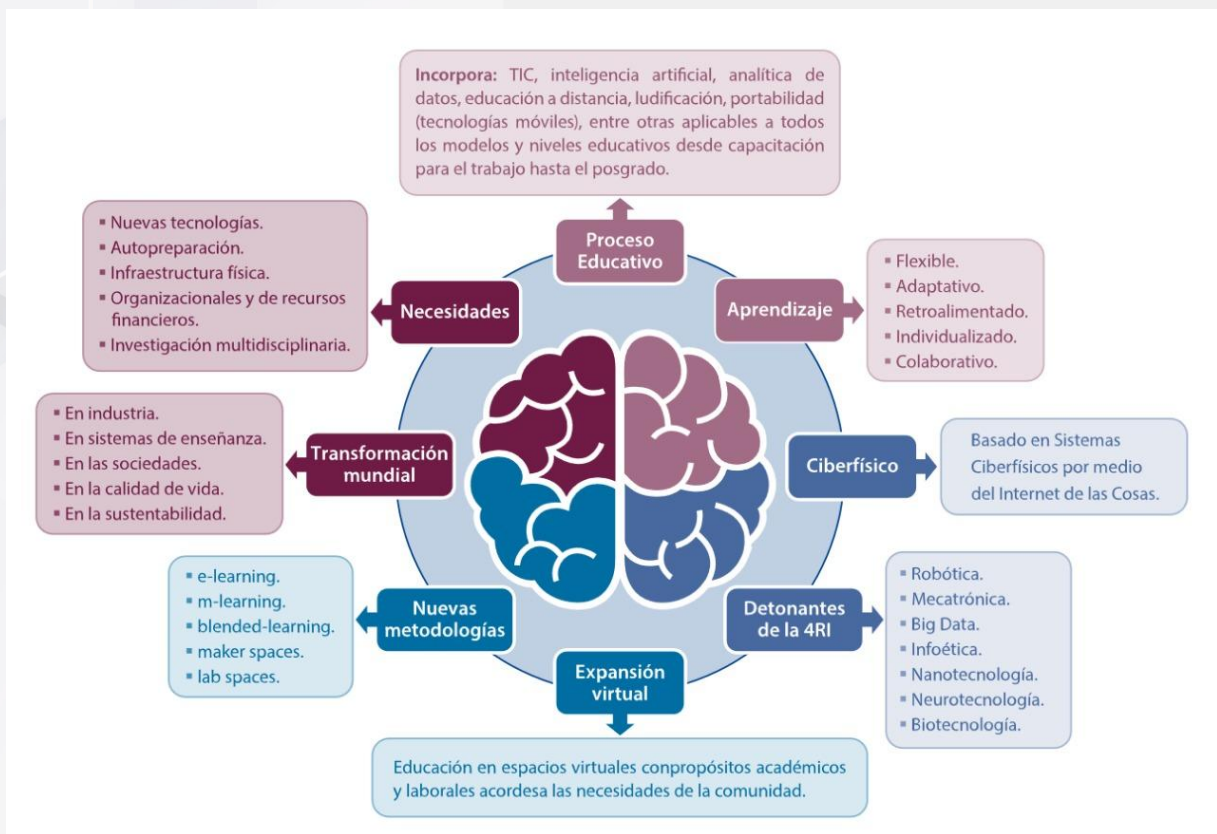 Incorpora: TIC, inteligencia artificial, analítica de
datos, educación a distancia, ludificación, portabilidad
(tecnologías móviles), entre otras aplicables a todos
los modelos y niveles educativos desde capacitación
para el trabajo hasta el posgrado.
Proceso
Educativo
▪ Nuevas tecnologías.
▪ Autopreparación.
▪ Infraestructura física.
▪ Organizacionales y de recursos
financieros.
▪ Investigación multidisciplinaria.
Necesidades
Aprendizaje
▪ Flexible.
▪ Adaptativo.
▪ Retroalimentado.
▪ Individualizado.
▪ Colaborativo.
▪ En industria.
▪ En sistemas de enseñanza.
▪ En las sociedades.
▪ En la calidad de vida.
▪ En la sustentabilidad.
Transformación
mundial
Ciberfísico
Basado en Sistemas
Ciberfísicos por medio
del Internet de las Cosas.
▪ e-learning.
▪ m-learning.
▪ blended-learning.
▪ maker spaces.
▪ lab spaces.
Nuevas
metodologías
Detonantes
de la 4RI
▪ Robótica.
▪ Mecatrónica.
▪ Big Data.
▪ Infoética.
▪ Nanotecnología.
▪ Neurotecnología.
▪ Biotecnología.
Expansión
virtual
Educación en espacios virtuales conpropósitos académicos
y laborales acordesa las necesidades de la comunidad.